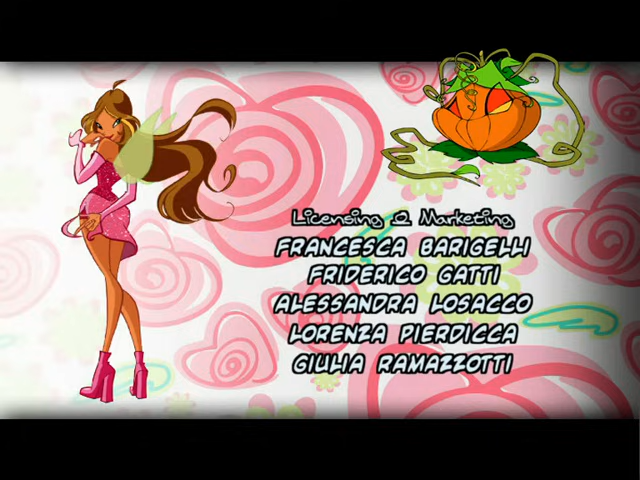 Licensing & Marketing
FRANCESCA BARIGELLI
FRIDERICO GATTI
ALESSANDRA LOSACCO
LORENZA PIERDICCA
GIULIA RAMAZZOTTI